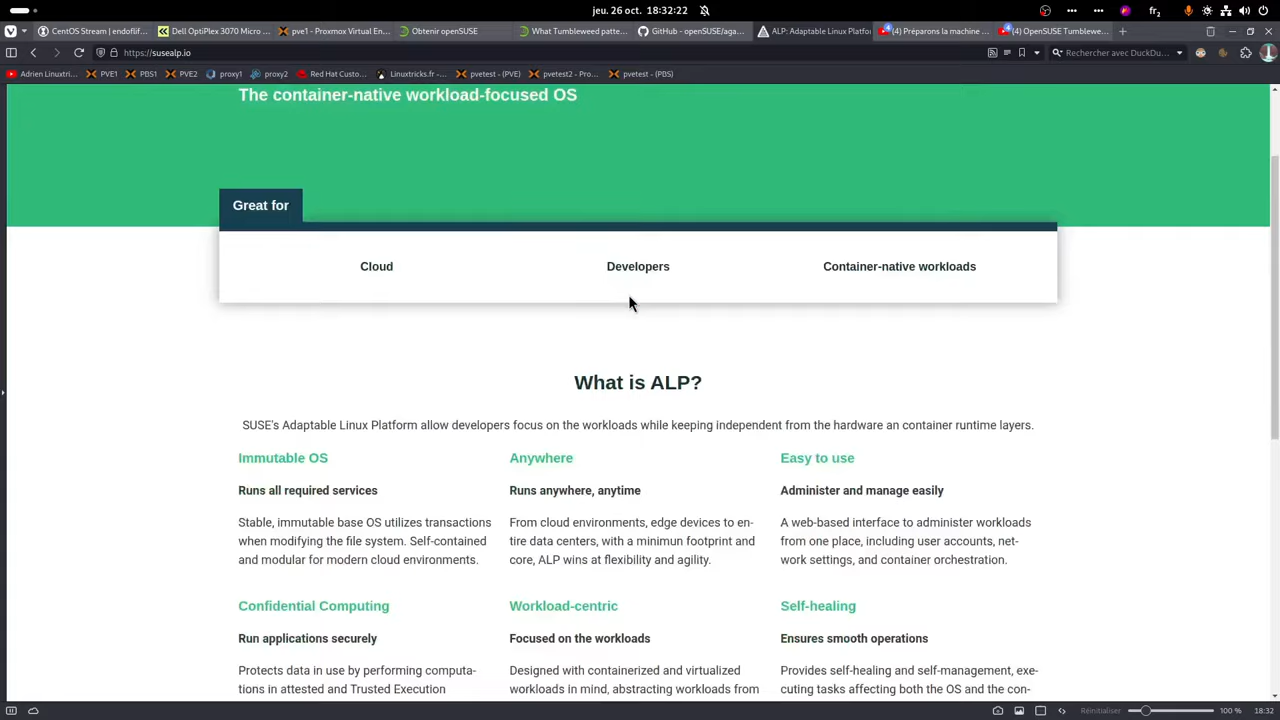 jeu. 26 oct. 18:32:22
fr₂
CentOS Stream | endoflif...
Dell OptiPlex 3070 Micro ...
pve1 - Proxmox Virtual En...
Obtenir openSUSE
What Tumbleweed patte...
GitHub - openSUSE/aga...
ALP: Adaptable Linux Platfo
(4) Préparons la machine ...
(4) OpenSUSE Tumblewe...
https://susealp.io
Rechercher avec DuckDu...
Adrien Linuxtri...
PVE1
PBS1
PVE2
proxy1
proxy2
Red Hat Custo...
Linuxtricks.fr -...
pvetest - (PVE)
pvetest2 - Pro...
pvetest - (PBS)
The container-native workload-focused OS
Great for
Cloud
Developers
Container-native workloads
What is ALP?
SUSE's Adaptable Linux Platform allow developers focus on the workloads while keeping independent from the hardware an container runtime layers.
Immutable OS
Runs all required services
Stable, immutable base OS utilizes transactions
when modifying the file system. Self-contained
and modular for modern cloud environments.
Anywhere
Runs anywhere, anytime
From cloud environments, edge devices to en-
tire data centers, with a minimun footprint and
core, ALP wins at flexibility and agility.
Easy to use
Administer and manage easily
A web-based interface to administer workloads
from one place, including user accounts, net-
work settings, and container orchestration.
Confidential Computing
Run applications securely
Protects data in use by performing computa-
tions in attested and Trusted Execution
Workload-centric
Focused on the workloads
Designed with containerized and virtualized
workloads in mind, abstracting workloads from
Self-healing
Ensures smooth operations
Provides self-healing and self-management, exe-
cuting tasks affecting both the OS and the con-
Réinitialiser
100 %
18:32